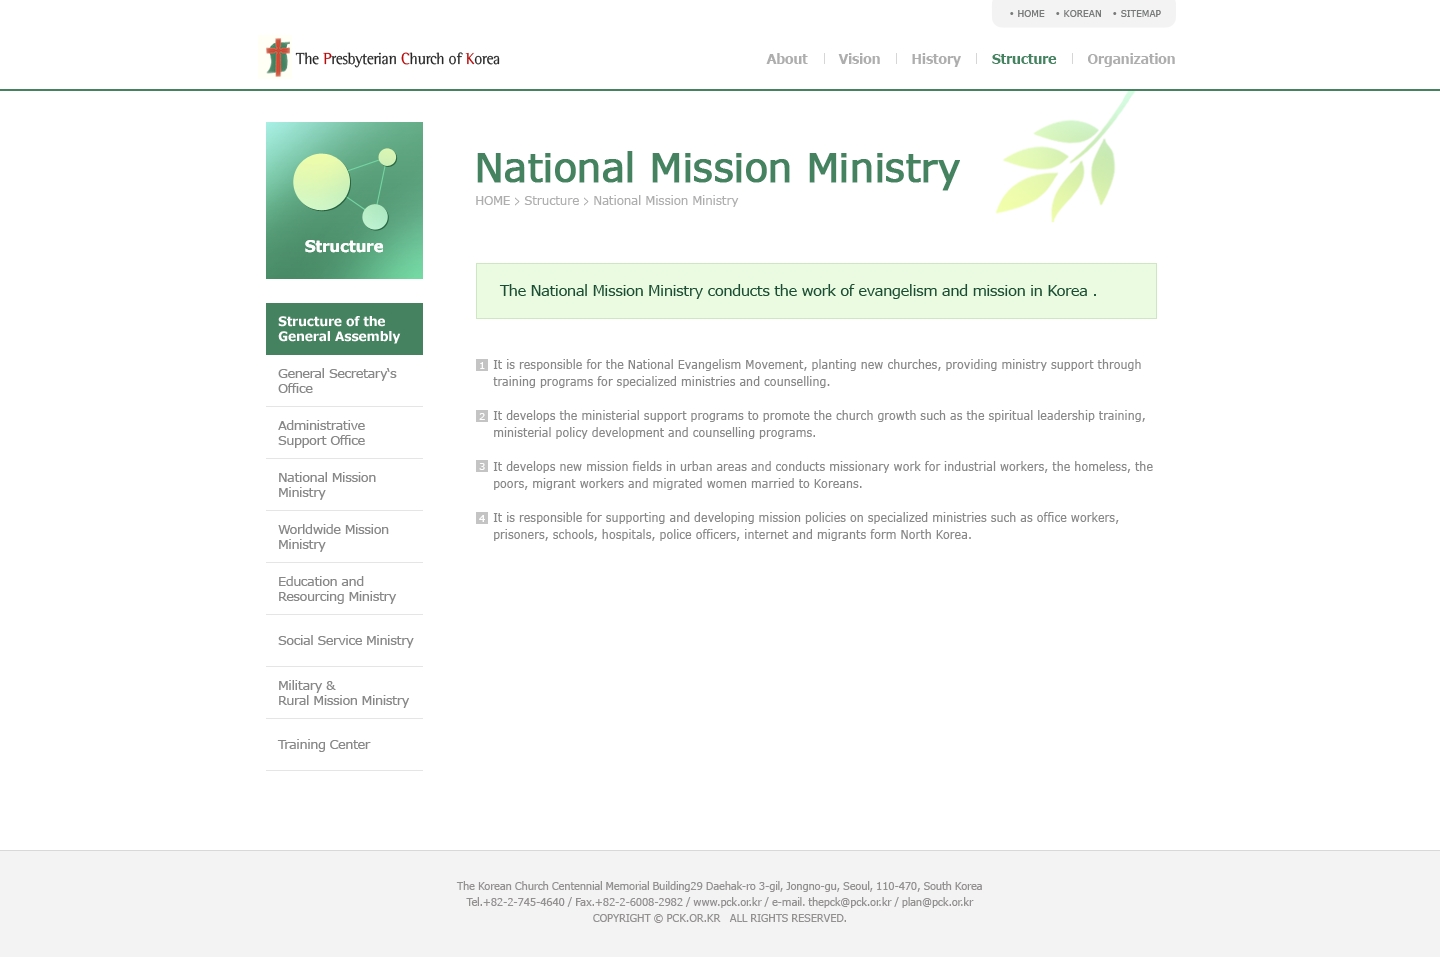 • HOME • KOREAN • SITEMAP
The Presbyterian Church of Korea
About Vision History Structure Organization
Structure
Structure of the
General Assembly
General Secretary's
Office
Administrative
Support Office
National Mission
Ministry
Worldwide Mission
Ministry
Education and
Resourcing Ministry
Social Service Ministry
Military &
Rural Mission Ministry
Training Center
National Mission Ministry
HOME > Structure > National Mission Ministry
The National Mission Ministry conducts the work of evangelism and mission in Korea .
1 It is responsible for the National Evangelism Movement, planting new churches, providing ministry support through
training programs for specialized ministries and counselling.
2 It develops the ministerial support programs to promote the church growth such as the spiritual leadership training,
ministerial policy development and counselling programs.
3 It develops new mission fields in urban areas and conducts missionary work for industrial workers, the homeless, the
poors, migrant workers and migrated women married to Koreans.
4 It is responsible for supporting and developing mission policies on specialized ministries such as office workers,
prisoners, schools, hospitals, police officers, internet and migrants form North Korea.
The Korean Church Centennial Memorial Building29 Daehak-ro 3-gil, Jongno-gu, Seoul, 110-470, South Korea
Tel.+82-2-745-4640 / Fax.+82-2-6008-2982 / www.pck.or.kr / e-mail. thepck@pck.or.kr / plan@pck.or.kr
COPYRIGHT © PCK.OR.KR ALL RIGHTS RESERVED.